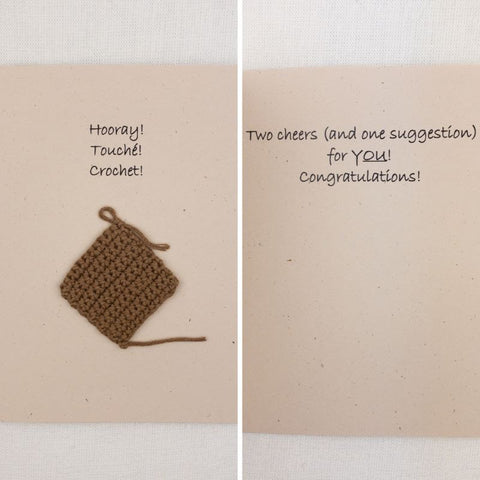 Hooray!
Touché!
Crochet!
Two cheers (and one suggestion)
for YOU!
Congratulations!